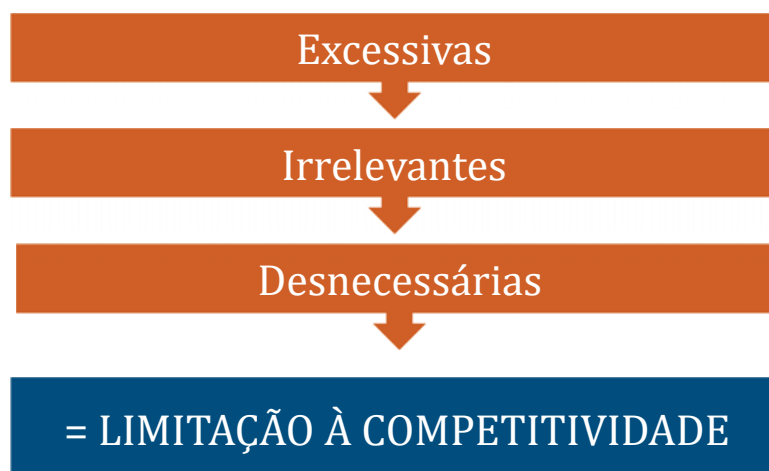 Excessivas
Irrelevantes
Desnecessárias
= LIMITAÇÃO À COMPETITIVIDADE